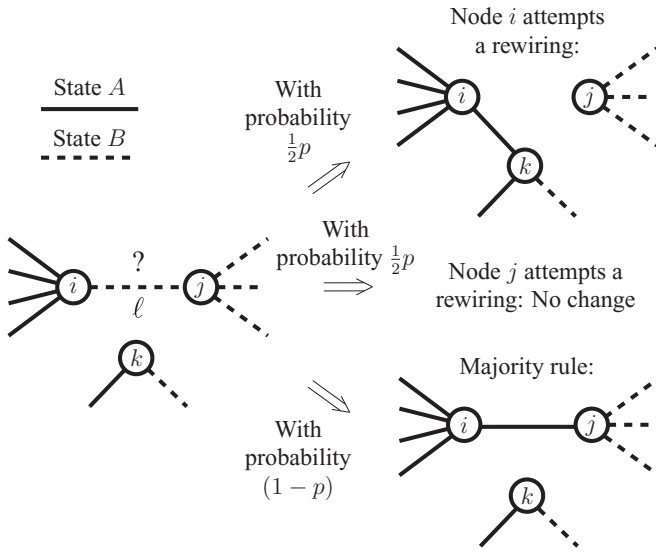 Node i attempts
a rewiring:
State A
With
probability
½p
i
j
State B
k
With
probability ½p
?
i
j
ℓ
Node j attempts a
rewiring: No change
k
Majority rule:
With
probability
(1 − p)
i
j
k